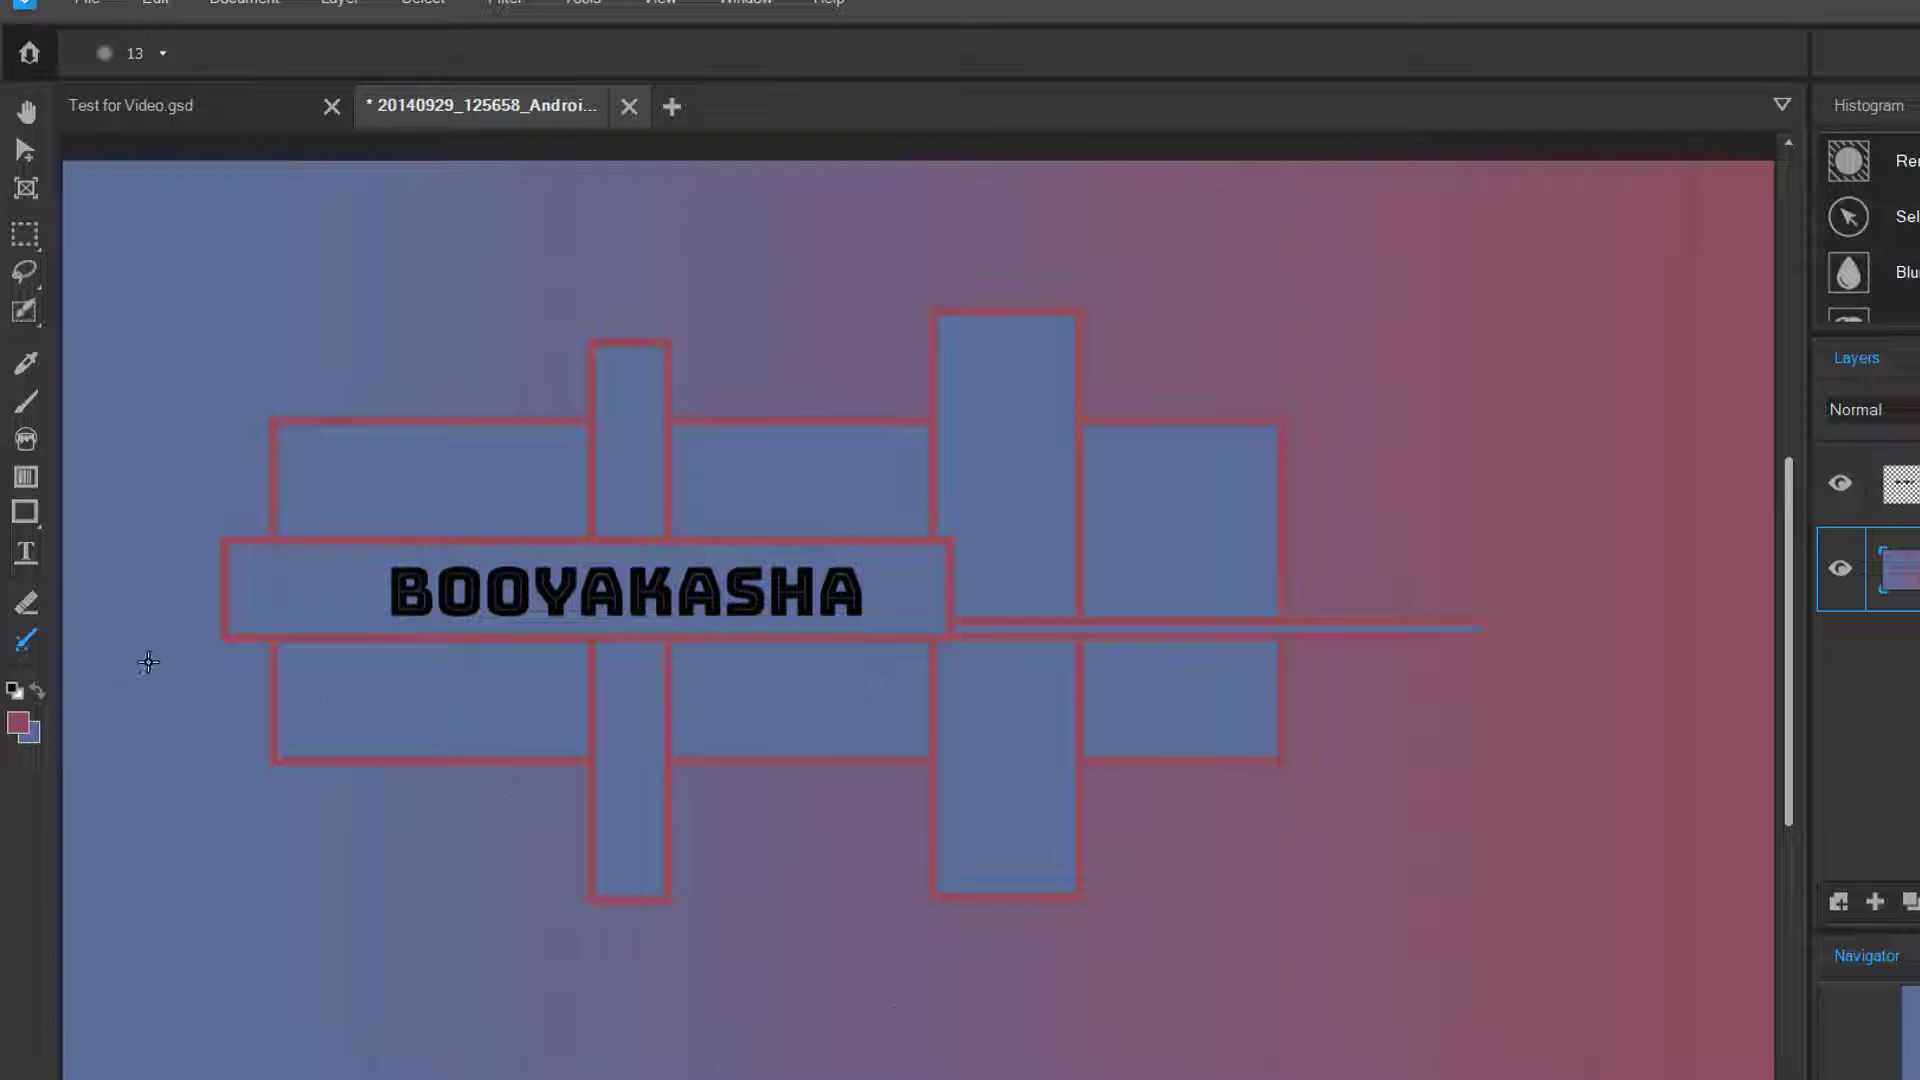 File Edit Document Layer Select Filter Tools View Window Help
13
Test for Video.gsd
* 20140929_125658_Androi...
Histogram
Layers
Normal
BOOYAKASHA
Navigator